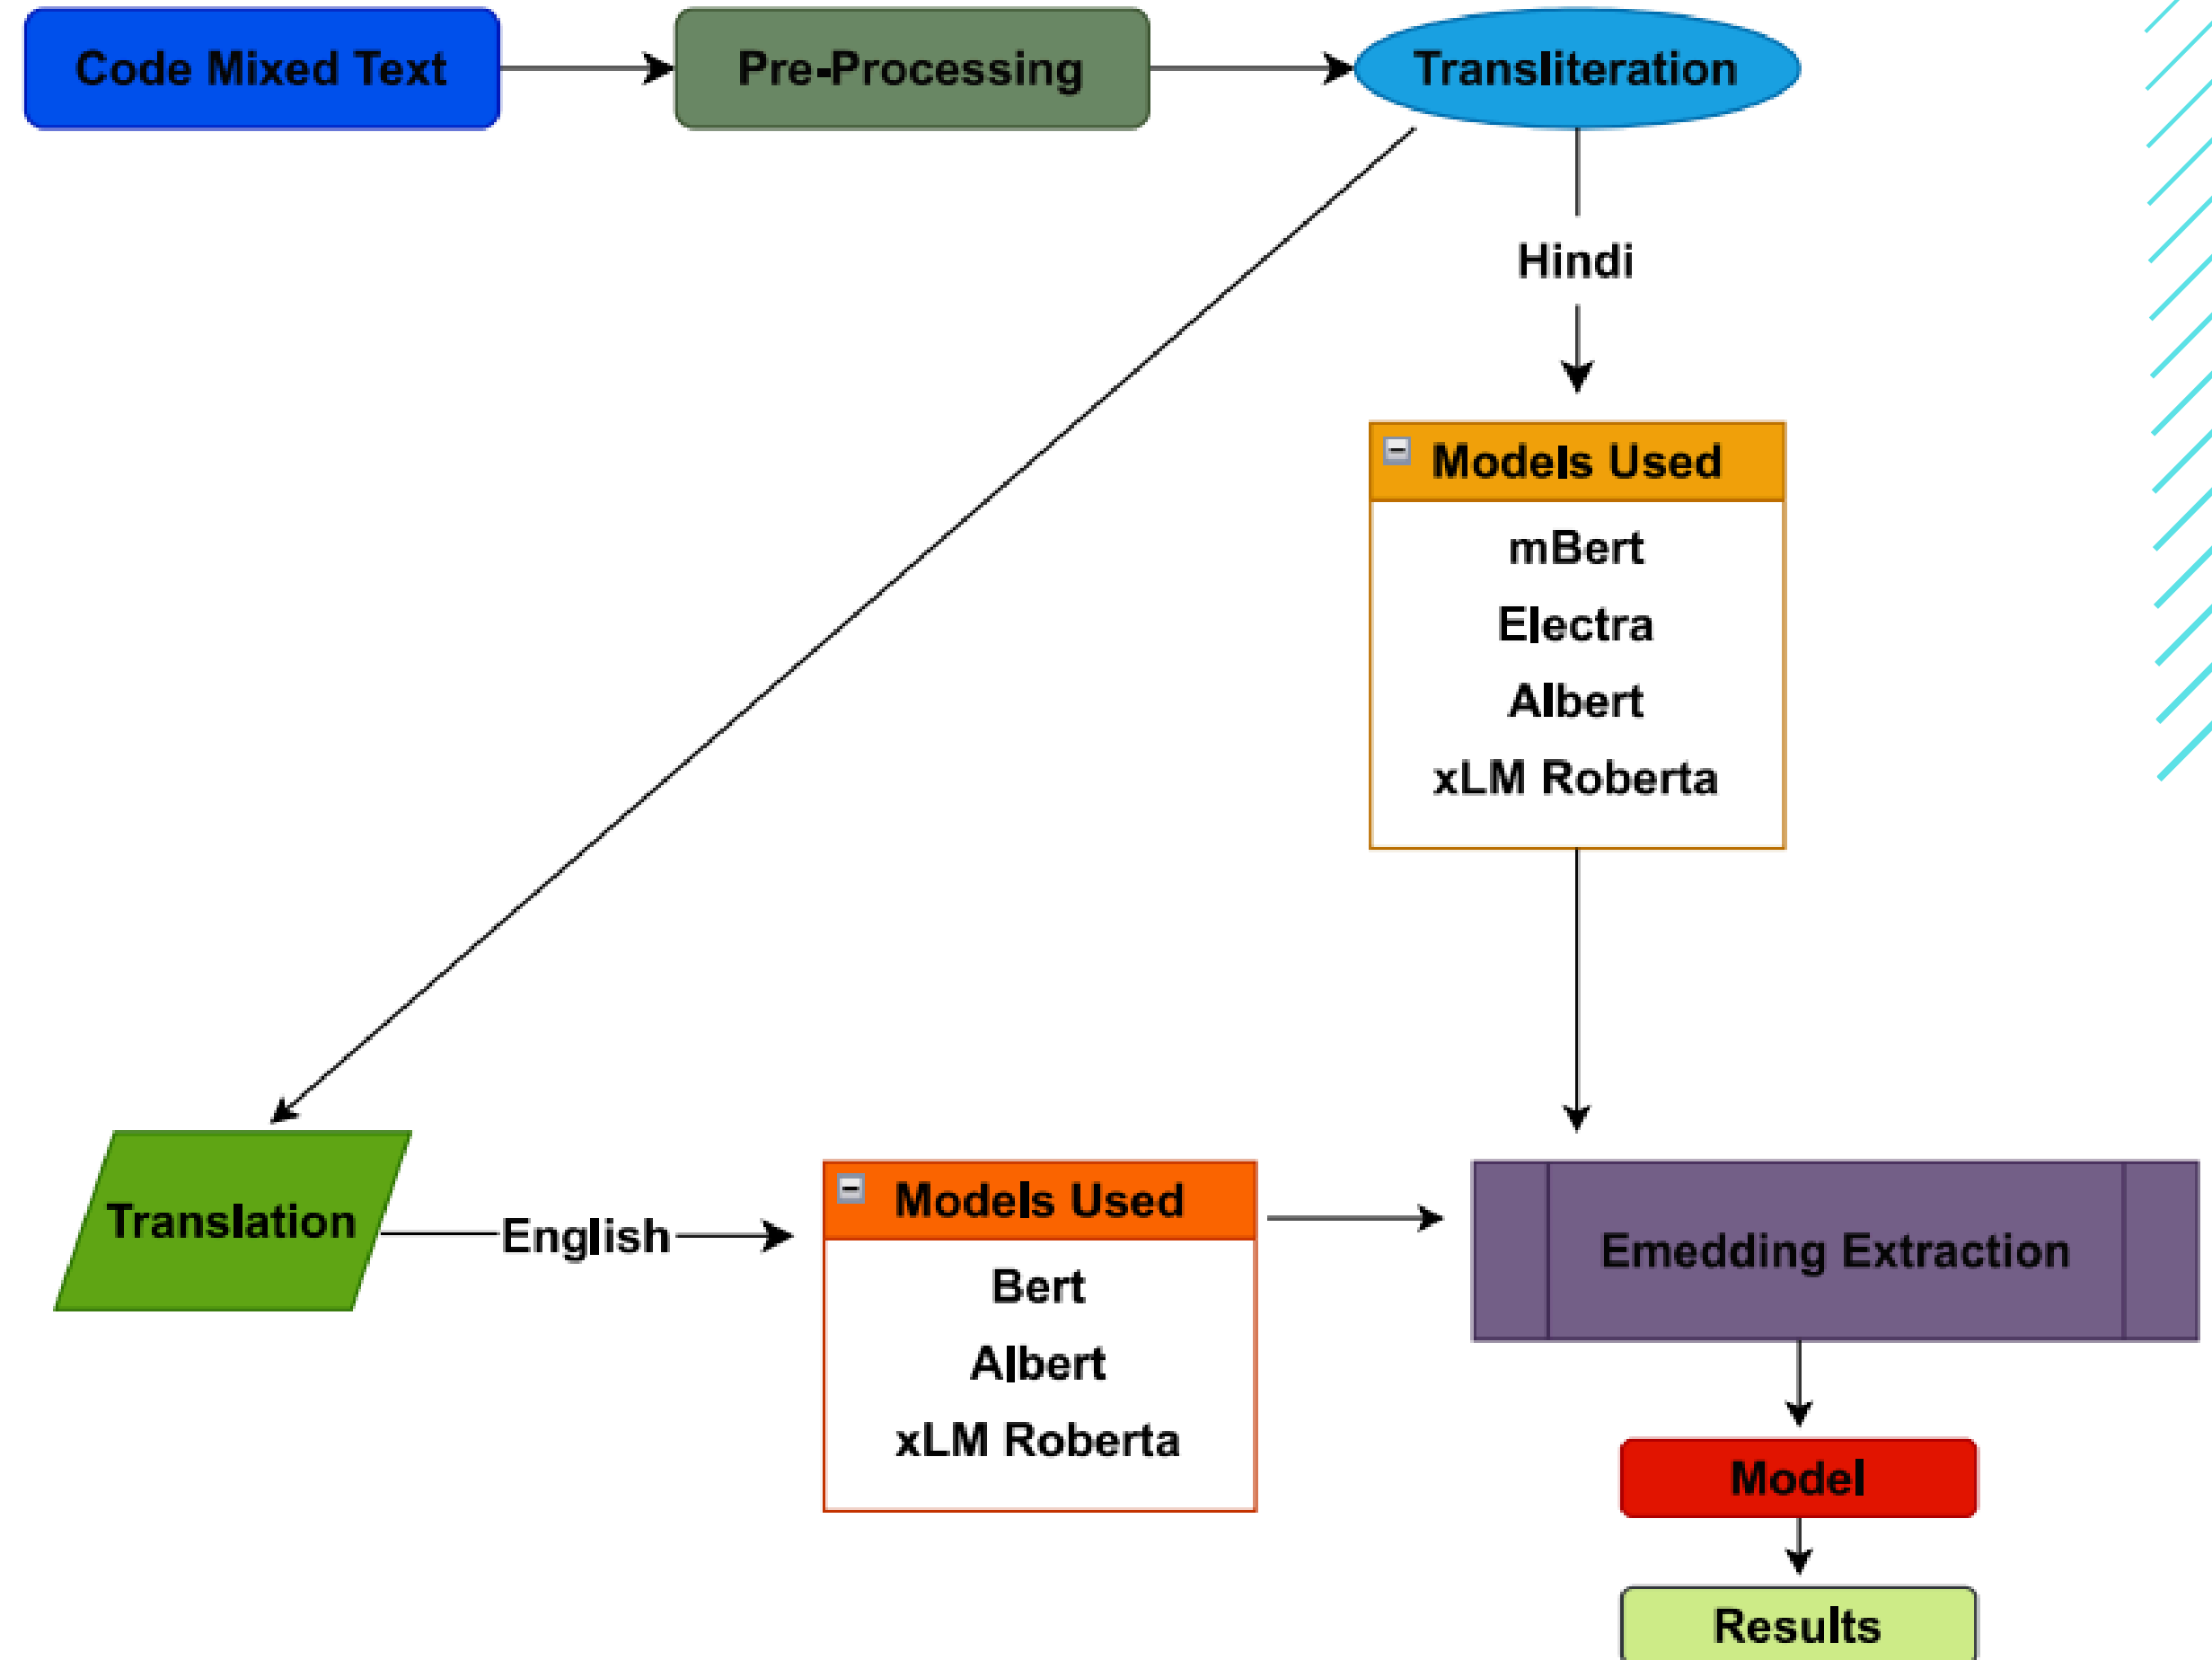 Code Mixed Text
Pre-Processing
Transliteration
Hindi
Models Used
mBert
Electra
Albert
xLM Roberta
Translation
English
Models Used
Bert
Albert
xLM Roberta
Emedding Extraction
Model
Results